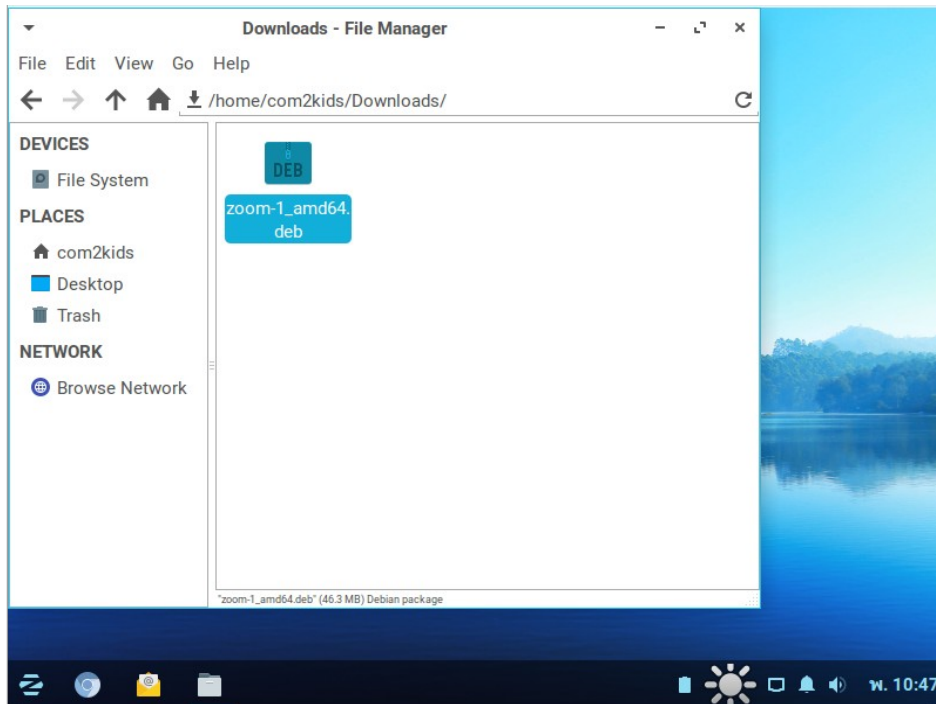 Downloads - File Manager
File Edit View Go Help
/home/com2kids/Downloads/
DEVICES
File System
PLACES
com2kids
Desktop
Trash
NETWORK
Browse Network
DEB
zoom-1_amd64.
deb
"zoom-1_amd64.deb" (46.3 MB) Debian package
พ. 10:47